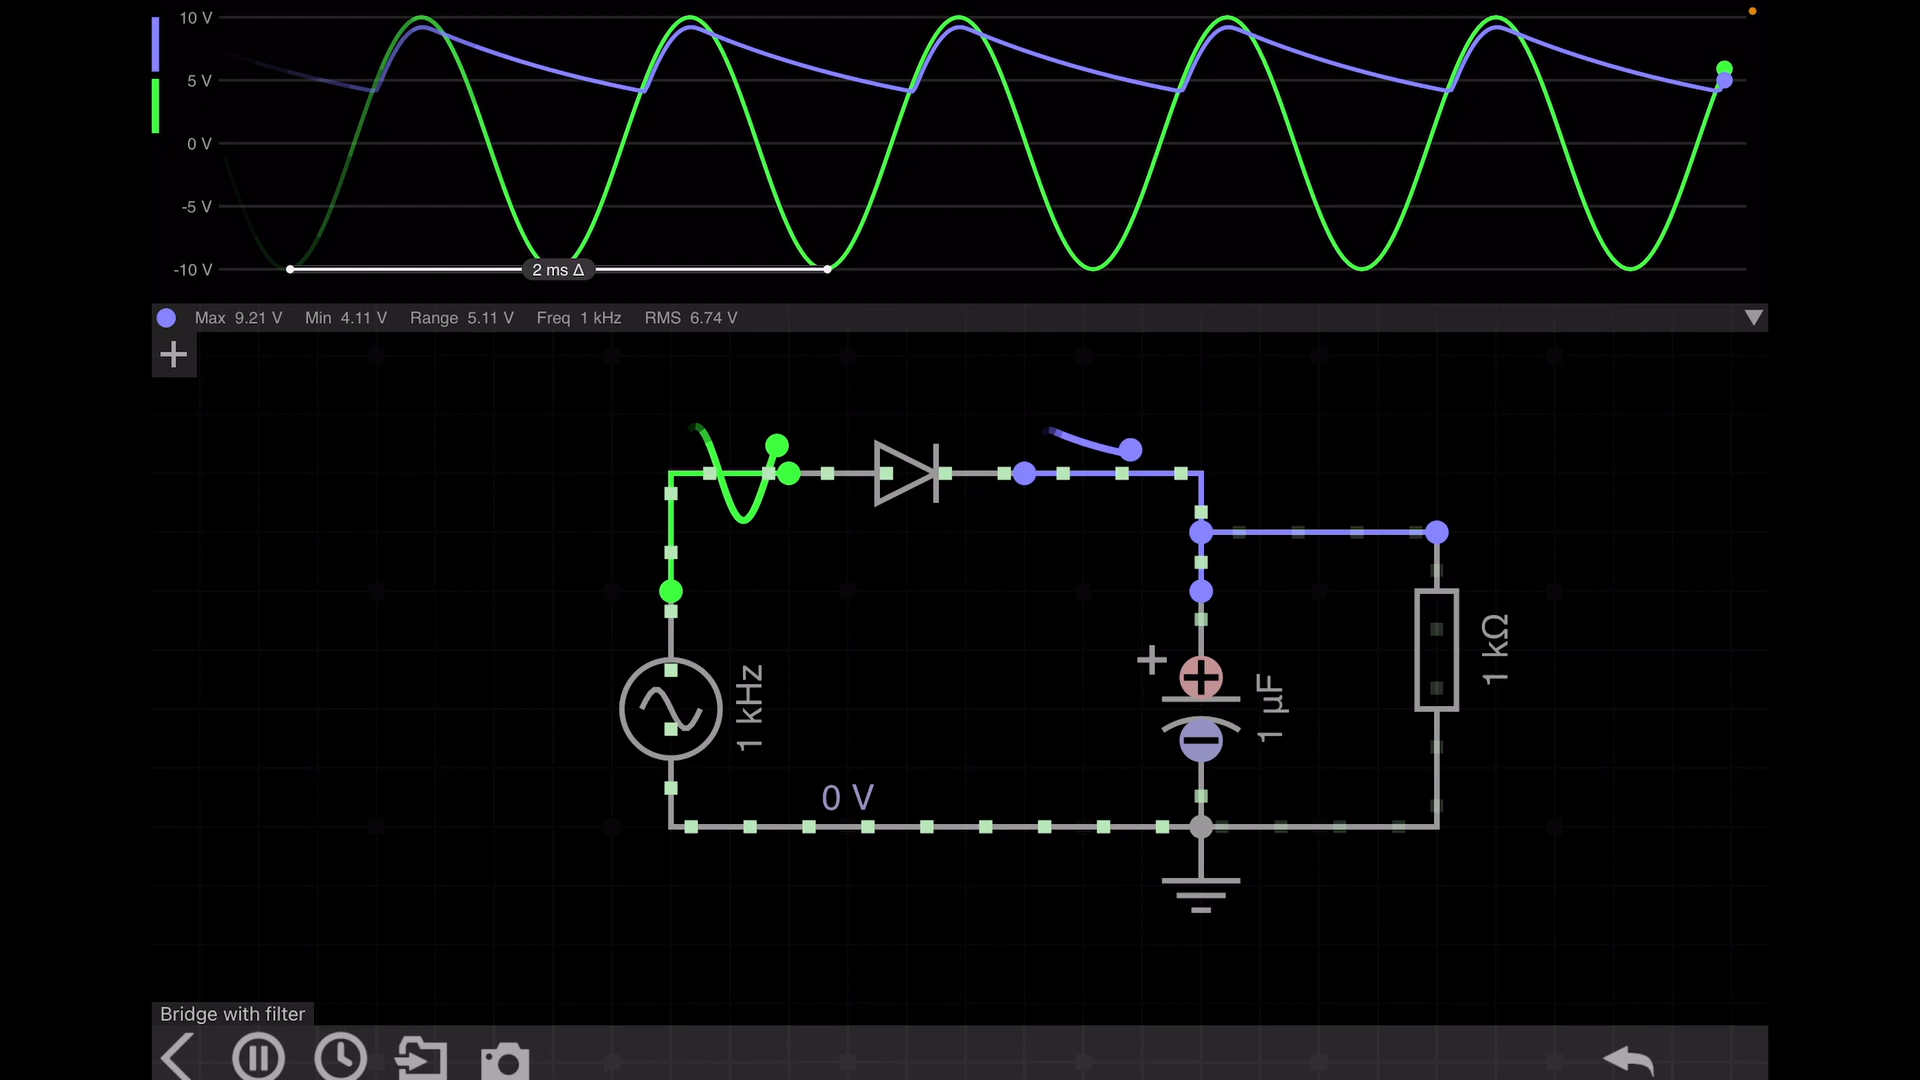 10 V
5 V
0 V
-5 V
-10 V
2 ms Δ
Max 9.21 V Min 4.11 V Range 5.11 V Freq 1 kHz RMS 6.74 V
1 kHz
1 µF
1 kΩ
0 V
Bridge with filter